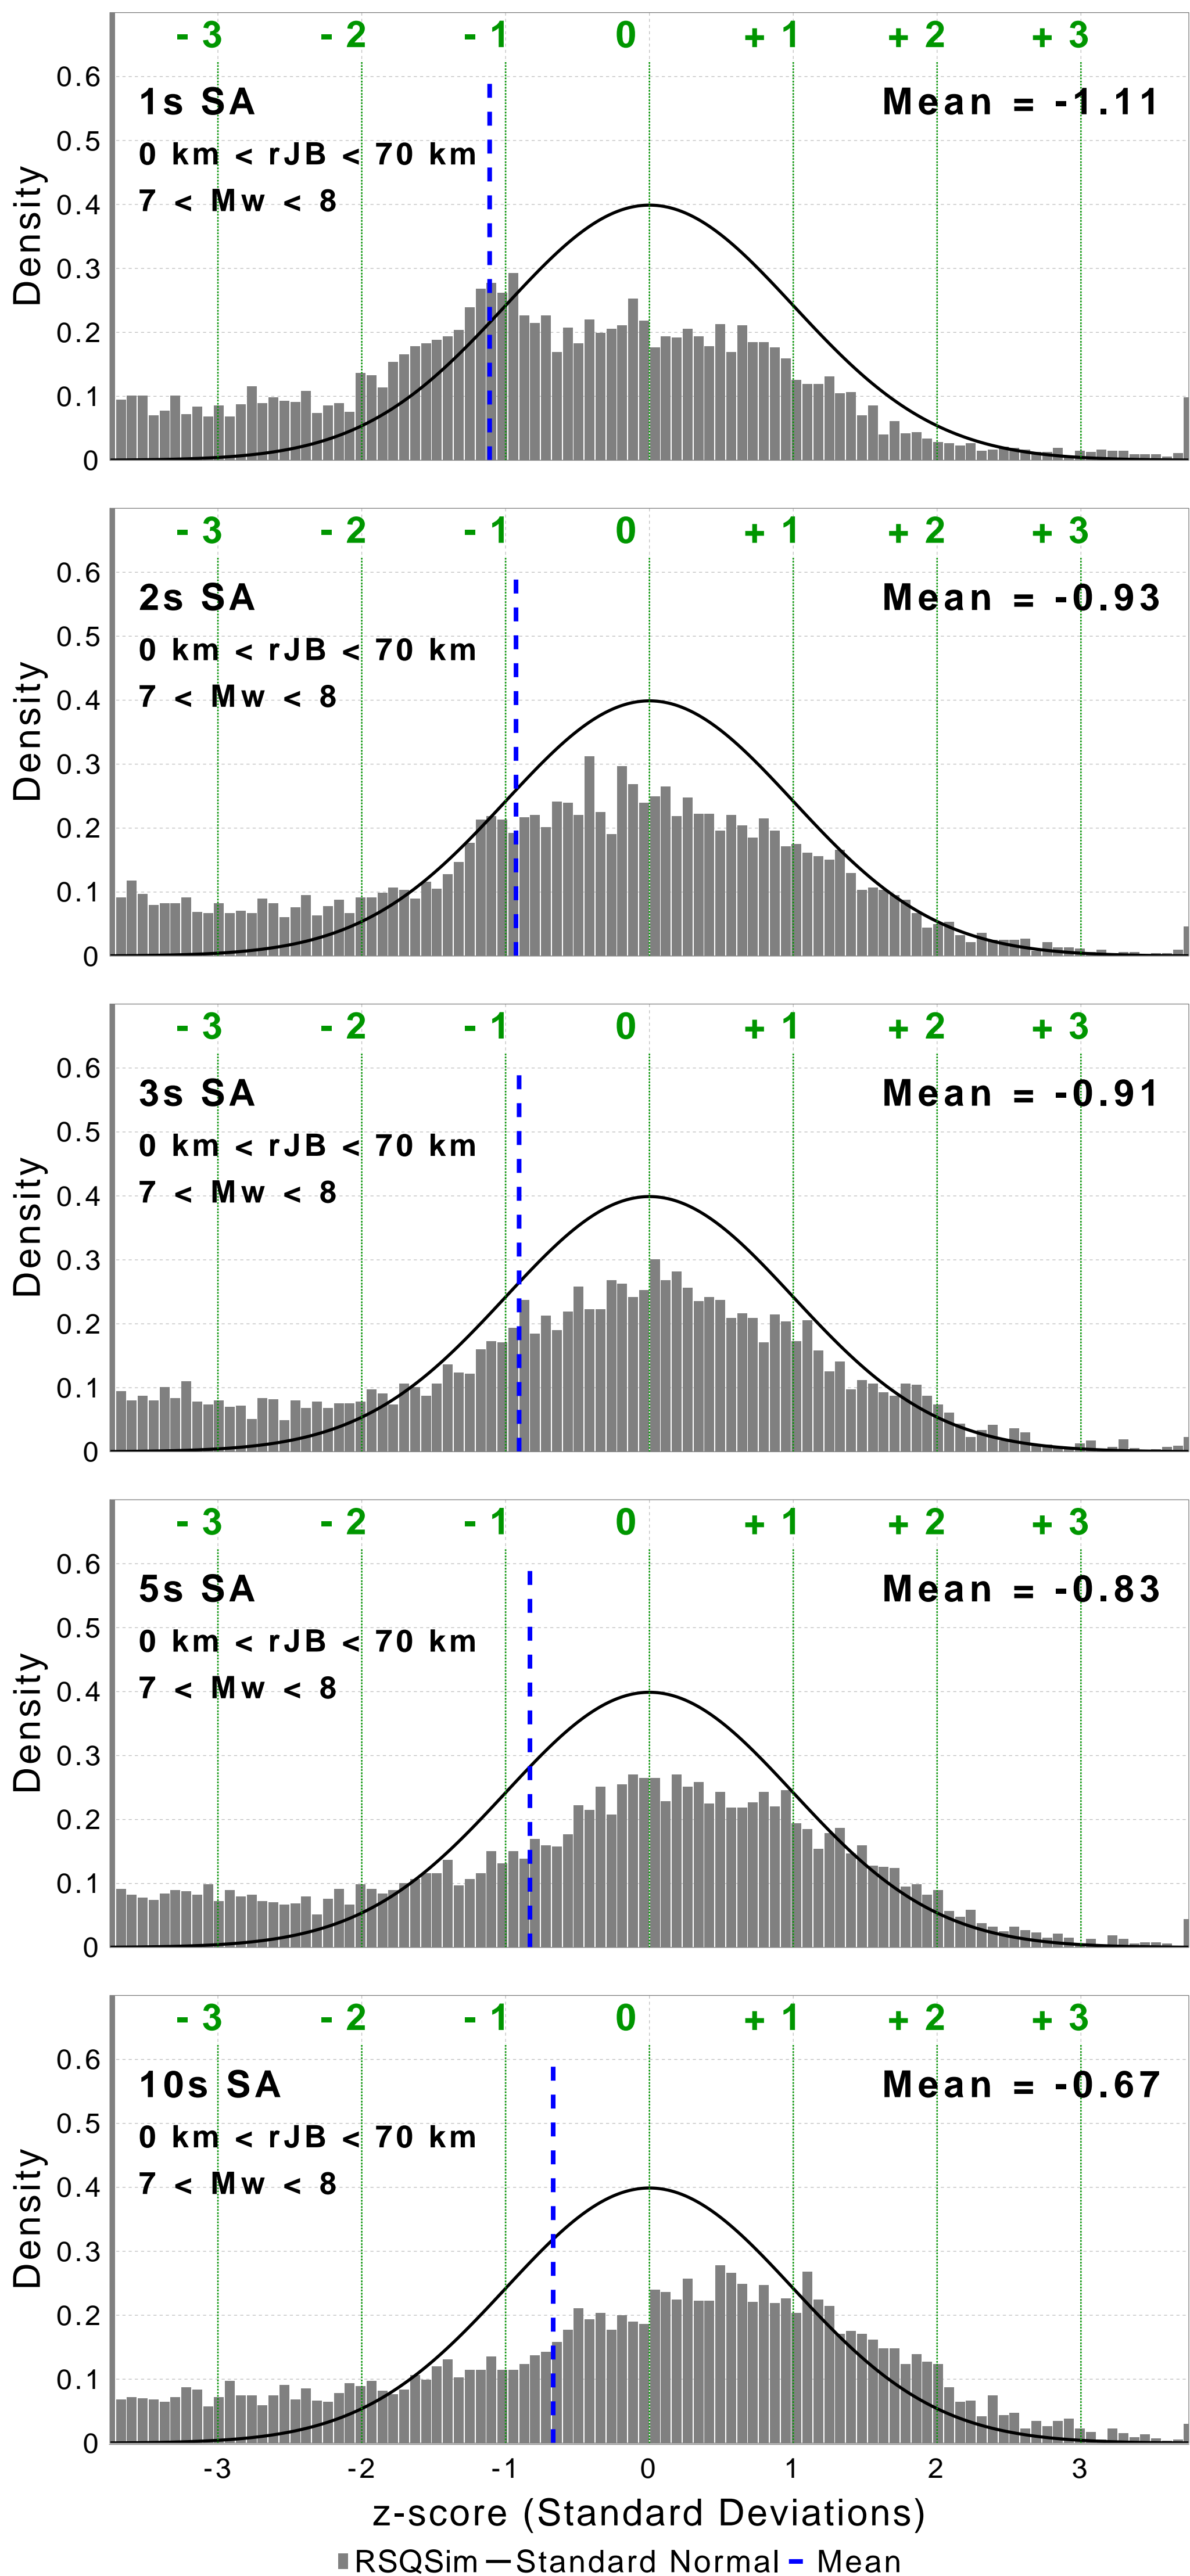 - 3 - 2 - 1 0 + 1 + 2 + 3
0.6
1s SA Mean = -1.11
0.5
0 km < rJB < 70 km
7 < Mw < 8
0.4
0.3
0.2
0.1
0
Density
- 3 - 2 - 1 0 + 1 + 2 + 3
0.6
2s SA Mean = -0.93
0.5
0 km < rJB < 70 km
7 < Mw < 8
0.4
0.3
0.2
0.1
0
Density
- 3 - 2 - 1 0 + 1 + 2 + 3
0.6
3s SA Mean = -0.91
0.5
0 km < rJB < 70 km
7 < Mw < 8
0.4
0.3
0.2
0.1
0
Density
- 3 - 2 - 1 0 + 1 + 2 + 3
0.6
5s SA Mean = -0.83
0.5
0 km < rJB < 70 km
7 < Mw < 8
0.4
0.3
0.2
0.1
0
Density
- 3 - 2 - 1 0 + 1 + 2 + 3
0.6
10s SA Mean = -0.67
0.5
0 km < rJB < 70 km
7 < Mw < 8
0.4
0.3
0.2
0.1
0
Density
-3 -2 -1 0 1 2 3
z-score (Standard Deviations)
RSQSim Standard Normal Mean